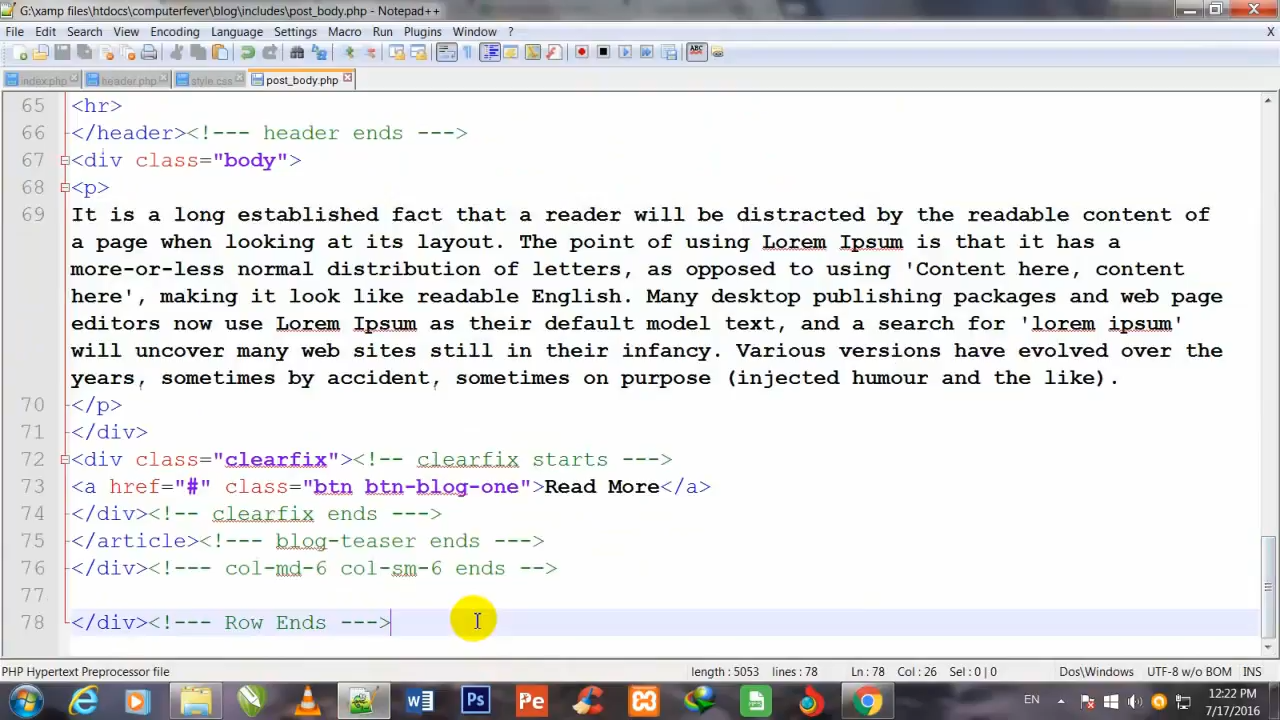 G:\xamp files\htdocs\computerfever\blog\includes\post_body.php - Notepad++
File Edit Search View Encoding Language Settings Macro Run Plugins Window ? X
index.php header.php style.css post_body.php
65 <hr>
66 </header><!--- header ends --->
67 <div class="body">
68 <p>
69 It is a long established fact that a reader will be distracted by the readable content of
a page when looking at its layout. The point of using Lorem Ipsum is that it has a
more-or-less normal distribution of letters, as opposed to using 'Content here, content
here', making it look like readable English. Many desktop publishing packages and web page
editors now use Lorem Ipsum as their default model text, and a search for 'lorem ipsum'
will uncover many web sites still in their infancy. Various versions have evolved over the
years, sometimes by accident, sometimes on purpose (injected humour and the like).
70 </p>
71 </div>
72 <div class="clearfix"><!-- clearfix starts --->
73 <a href="#" class="btn btn-blog-one">Read More</a>
74 </div><!-- clearfix ends --->
75 </article><!--- blog-teaser ends --->
76 </div><!--- col-md-6 col-sm-6 ends -->
77
78 </div><!--- Row Ends --->
PHP Hypertext Preprocessor file length : 5053 lines : 78 Ln : 78 Col : 26 Sel : 0 | 0 Dos\Windows UTF-8 w/o BOM INS
EN 12:22 PM
7/17/2016